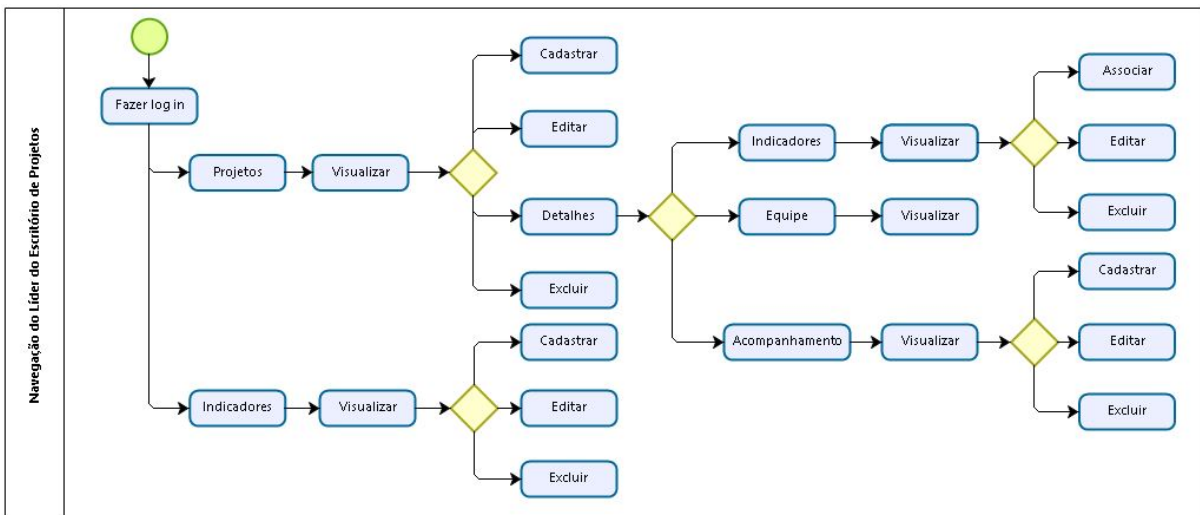 Navegação do Líder do Escritório de Projetos
Fazer log in
Projetos
Visualizar
Cadastrar
Editar
Detalhes
Excluir
Indicadores
Visualizar
Associar
Editar
Excluir
Equipe
Visualizar
Acompanhamento
Visualizar
Cadastrar
Editar
Excluir
Indicadores
Visualizar
Cadastrar
Editar
Excluir